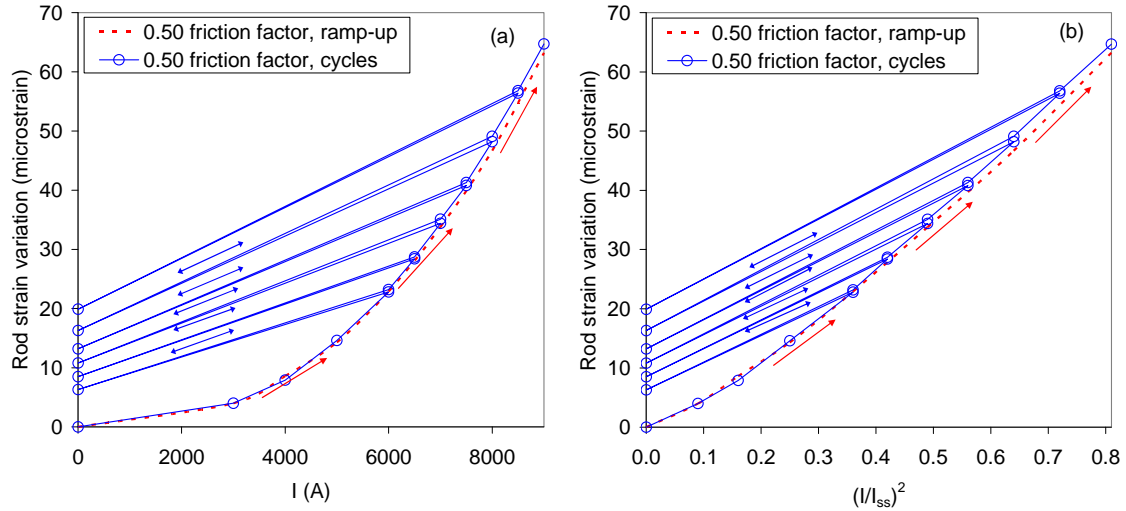 0.50 friction factor, ramp-up
0.50 friction factor, cycles
(a)
Rod strain variation (microstrain)
70
60
50
40
30
20
10
0
0 2000 4000 6000 8000
I (A)
0.50 friction factor, ramp-up
0.50 friction factor, cycles
(b)
Rod strain variation (microstrain)
70
60
50
40
30
20
10
0
0.0 0.1 0.2 0.3 0.4 0.5 0.6 0.7 0.8
(I/Iss)2